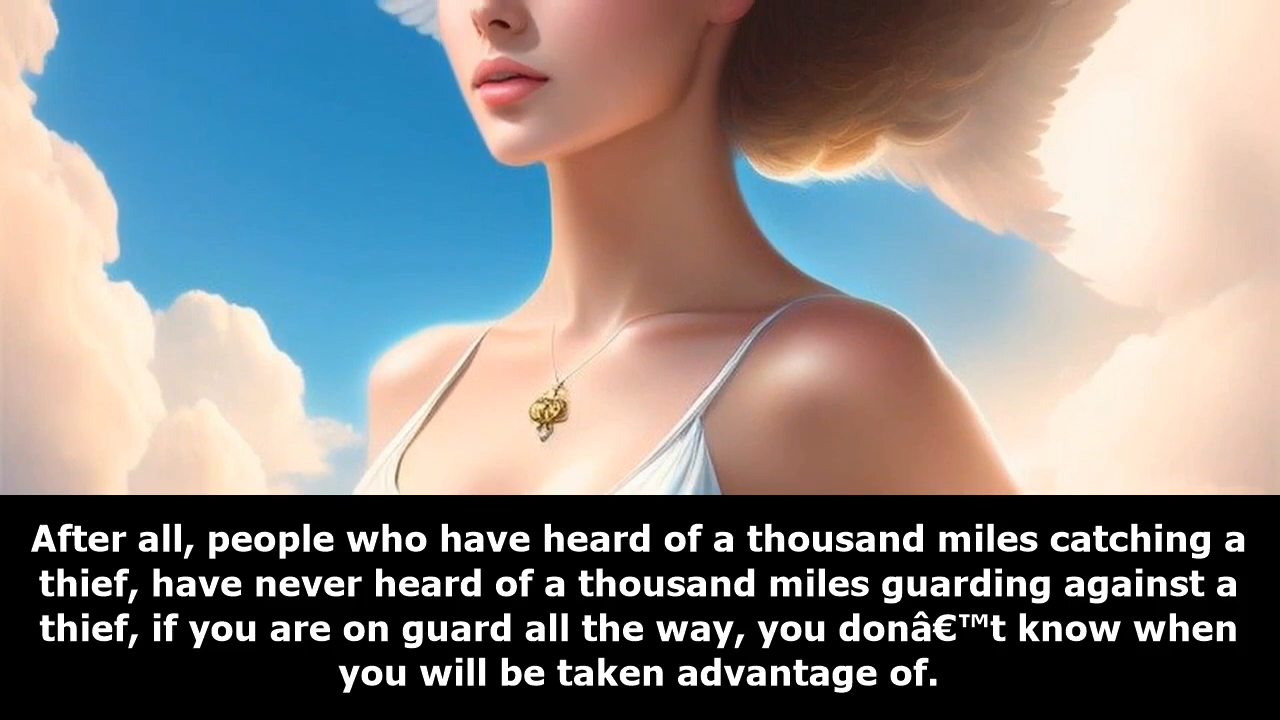 After all, people who have heard of a thousand miles catching a
thief, have never heard of a thousand miles guarding against a
thief, if you are on guard all the way, you donâ€™t know when
you will be taken advantage of.